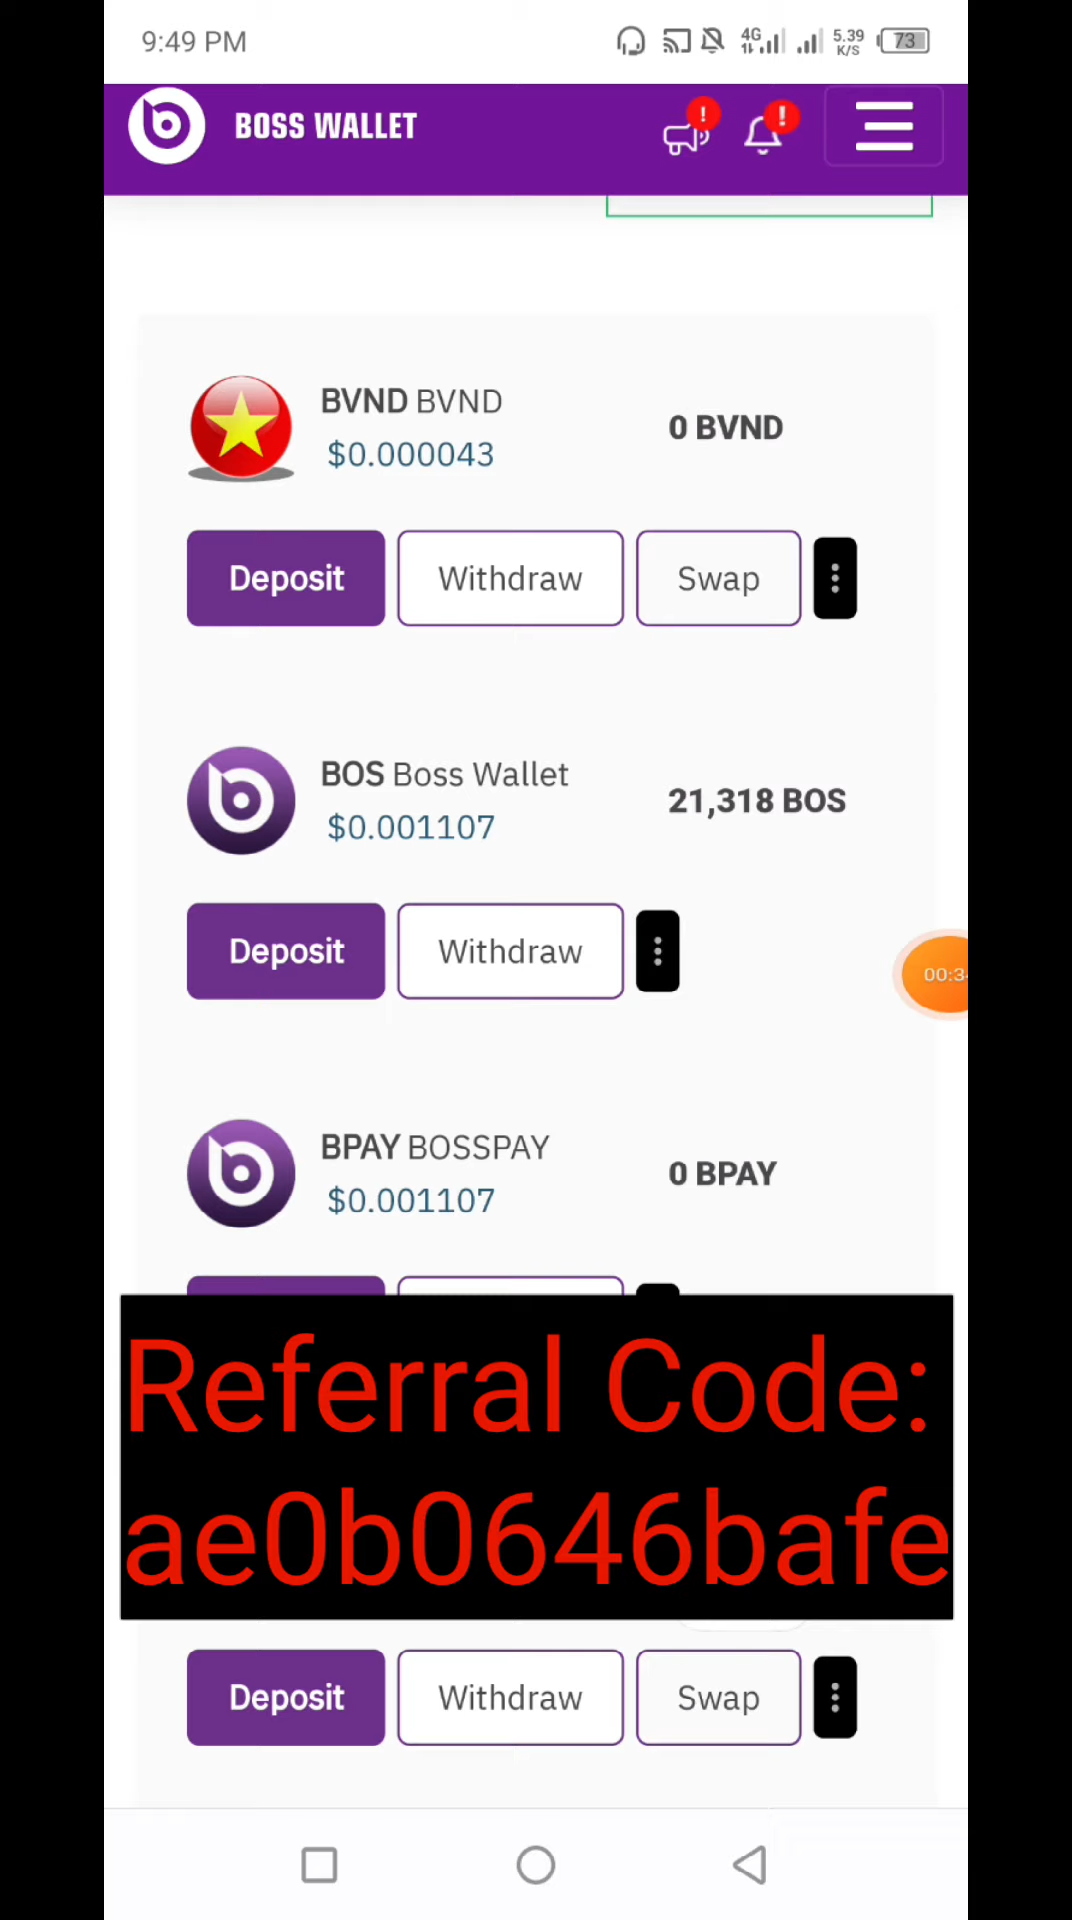 9:49 PM
4G
5.39
K/S
73
BOSS WALLET
!
!
BVND BVND
0 BVND
$0.000043
Deposit
Withdraw
Swap
BOS Boss Wallet
21,318 BOS
$0.001107
Deposit
Withdraw
BPAY BOSSPAY
0 BPAY
$0.001107
Referral Code:
ae0b0646bafe
Deposit
Withdraw
Swap